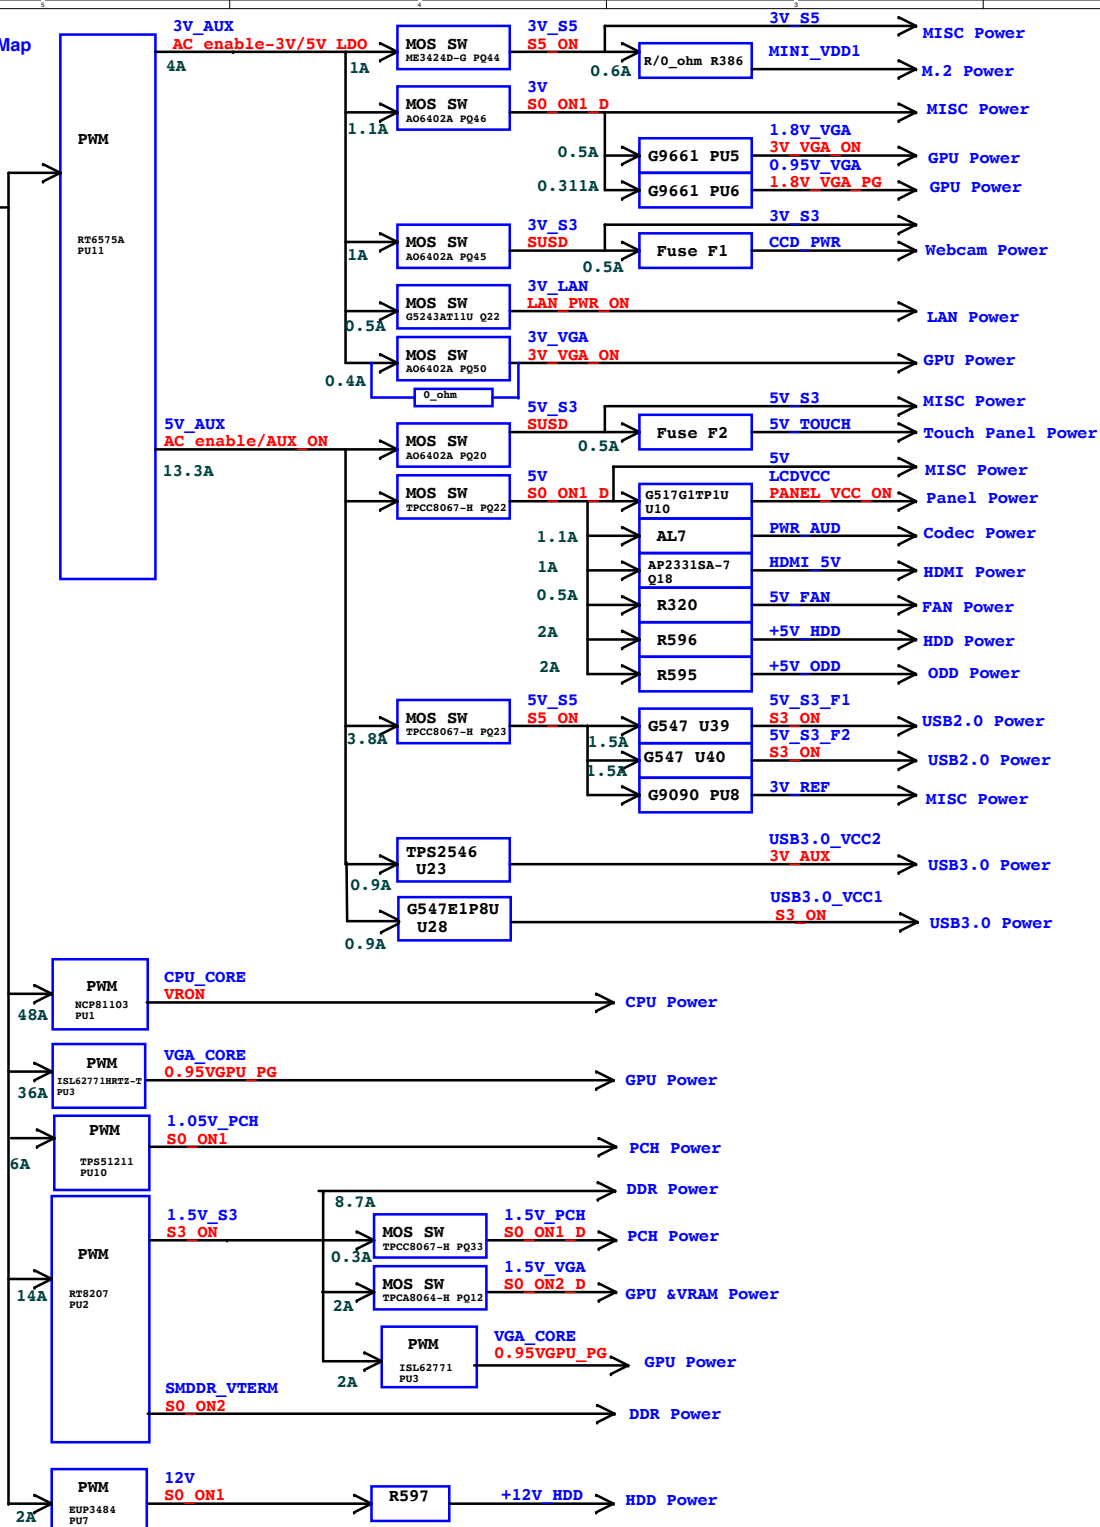 5
4
3
Map
PWM
RT6575A
PU11
3V_AUX
AC enable-3V/5V LDO
4A
1A
MOS SW
ME3424D-G PQ44
3V_S5
S5_ON
0.6A
R/0_ohm R386
3V_S5
MINI_VDD1
MISC Power
M.2 Power
1.1A
MOS SW
AO6402A PQ46
3V
S0_ON1_D
MISC Power
0.5A
G9661 PU5
1.8V_VGA
3V_VGA_ON
GPU Power
0.311A
G9661 PU6
0.95V_VGA
1.8V_VGA_PG
GPU Power
1A
MOS SW
AO6402A PQ45
3V_S3
SUSD
0.5A
Fuse F1
3V_S3
CCD_PWR
Webcam Power
0.5A
MOS SW
G5243AT11U Q22
3V_LAN
LAN_PWR_ON
LAN Power
0.4A
MOS SW
AO6402A PQ50
0_ohm
3V_VGA
3V_VGA_ON
GPU Power
5V_AUX
AC enable/AUX_ON
13.3A
MOS SW
AO6402A PQ20
5V_S3
SUSD
0.5A
Fuse F2
5V_S3
5V_TOUCH
MISC Power
Touch Panel Power
MOS SW
TPCC8067-H PQ22
5V
S0_ON1_D
5V
MISC Power
G517G1TP1U
U10
LCDVCC
PANEL_VCC_ON
Panel Power
1.1A
AL7
PWR_AUD
Codec Power
1A
AP2331SA-7
Q18
HDMI_5V
HDMI Power
0.5A
R320
5V_FAN
FAN Power
2A
R596
+5V_HDD
HDD Power
2A
R595
+5V_ODD
ODD Power
3.8A
MOS SW
TPCC8067-H PQ23
5V_S5
S5_ON
1.5A
G547 U39
5V_S3_F1
S3_ON
USB2.0 Power
1.5A
G547 U40
5V_S3_F2
S3_ON
USB2.0 Power
G9090 PU8
3V_REF
MISC Power
0.9A
TPS2546
U23
USB3.0_VCC2
3V_AUX
USB3.0 Power
0.9A
G547E1P8U
U28
USB3.0_VCC1
S3_ON
USB3.0 Power
48A
PWM
NCP81103
PU1
CPU_CORE
VRON
CPU Power
36A
PWM
ISL62771HRTZ-T
PU3
VGA_CORE
0.95VGPU_PG
GPU Power
6A
PWM
TPS51211
PU10
1.05V_PCH
S0_ON1
PCH Power
14A
PWM
RT8207
PU2
1.5V_S3
S3_ON
8.7A
DDR Power
0.3A
MOS SW
TPCC8067-H PQ33
1.5V_PCH
S0_ON1_D
PCH Power
2A
MOS SW
TPCA8064-H PQ12
1.5V_VGA
S0_ON2_D
GPU &VRAM Power
2A
PWM
ISL62771
PU3
VGA_CORE
0.95VGPU_PG
GPU Power
SMDDR_VTERM
S0_ON2
DDR Power
2A
PWM
EUP3484
PU7
12V
S0_ON1
R597
+12V_HDD
HDD Power